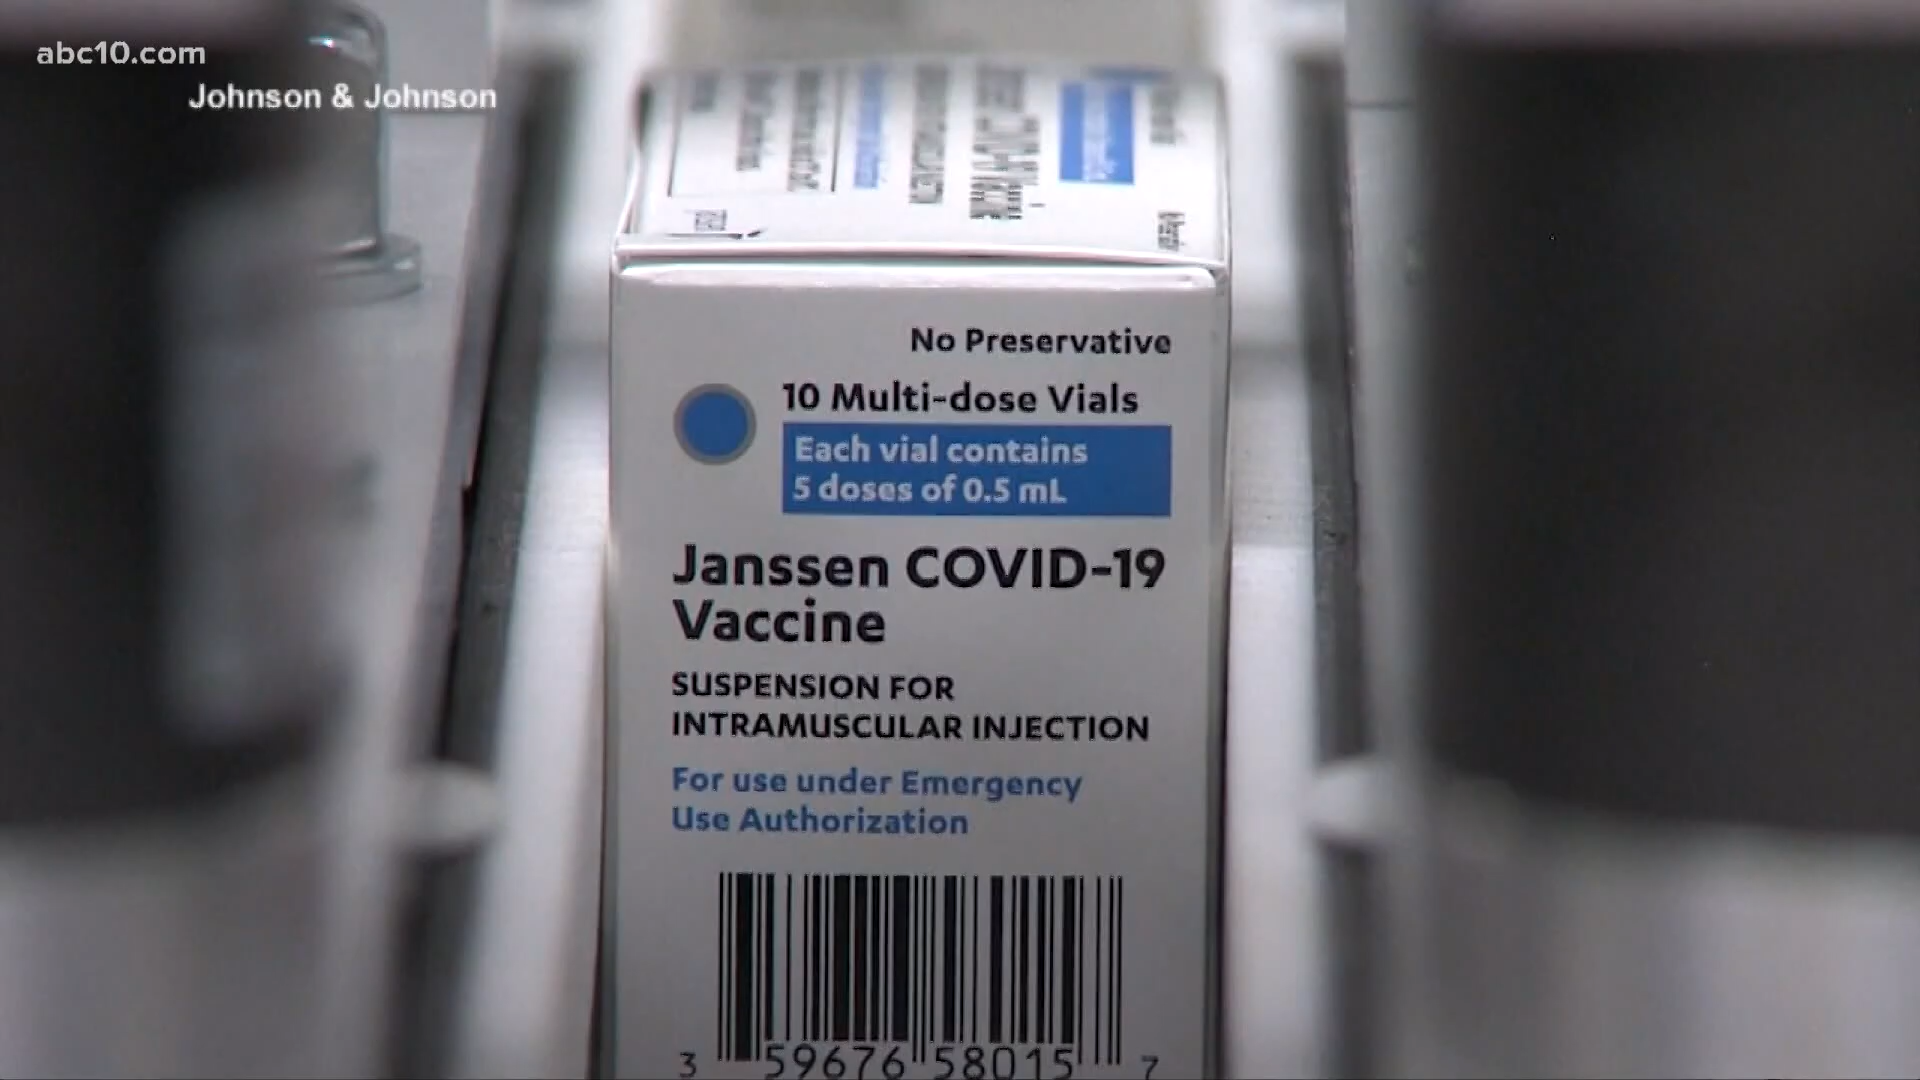 abc10.com
Johnson & Johnson
No Preservative
10 Multi-dose Vials
Each vial contains
5 doses of 0.5 mL
Janssen COVID-19
Vaccine
SUSPENSION FOR
INTRAMUSCULAR INJECTION
For use under Emergency
Use Authorization
3 59676 58015 7